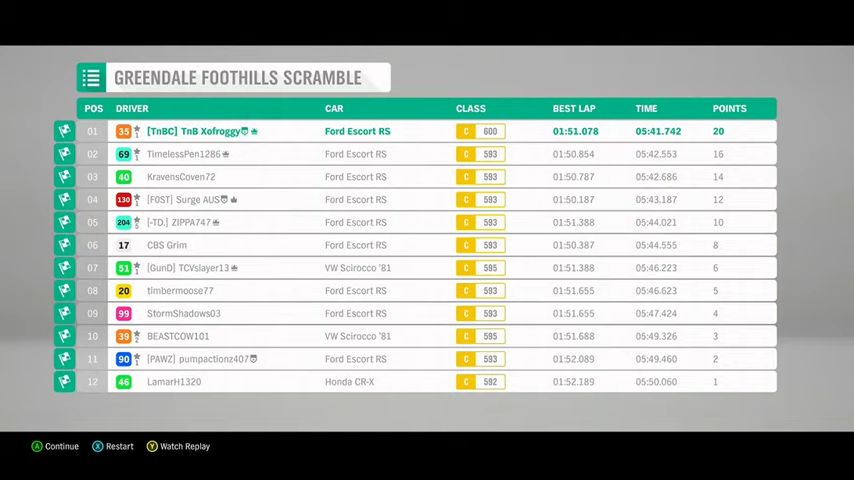 GREENDALE FOOTHILLS SCRAMBLE
POS DRIVER CAR CLASS BEST LAP TIME POINTS
01 35 1 [TnBC] TnB Xofroggy Ford Escort RS C 600 01:51.078 05:41.742 20
02 69 1 TimelessPen1286 Ford Escort RS C 593 01:50.854 05:42.553 16
03 40 KravensCoven72 Ford Escort RS C 593 01:50.787 05:42.686 14
04 130 1 [F0ST] Surge AUS Ford Escort RS C 593 01:50.187 05:43.187 12
05 204 5 [-TD.] ZIPPA747 Ford Escort RS C 593 01:51.388 05:44.021 10
06 17 CBS Grim Ford Escort RS C 593 01:50.387 05:44.555 8
07 51 1 [GunD] TCVslayer13 VW Scirocco '81 C 595 01:51.388 05:46.223 6
08 20 timbermoose77 Ford Escort RS C 593 01:51.655 05:46.623 5
09 99 StormShadows03 Ford Escort RS C 593 01:51.655 05:47.424 4
10 39 2 BEASTCOW101 VW Scirocco '81 C 595 01:51.688 05:49.326 3
11 90 1 [PAWZ] pumpactionz407 Ford Escort RS C 593 01:52.089 05:49.460 2
12 46 LamarH1320 Honda CR-X C 592 01:52.189 05:50.060 1
A Continue X Restart Y Watch Replay